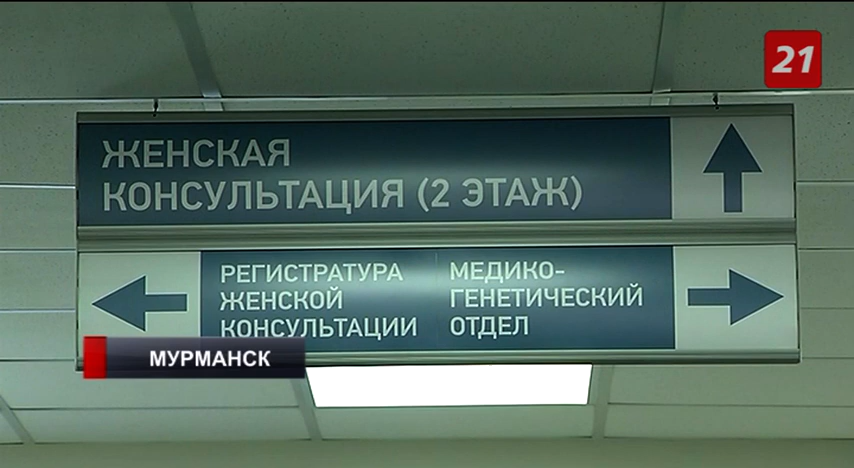 21
ЖЕНСКАЯ
КОНСУЛЬТАЦИЯ (2 ЭТАЖ)
РЕГИСТРАТУРА
ЖЕНСКОЙ
КОНСУЛЬТАЦИИ
МЕДИКО-
ГЕНЕТИЧЕСКИЙ
ОТДЕЛ
МУРМАНСК